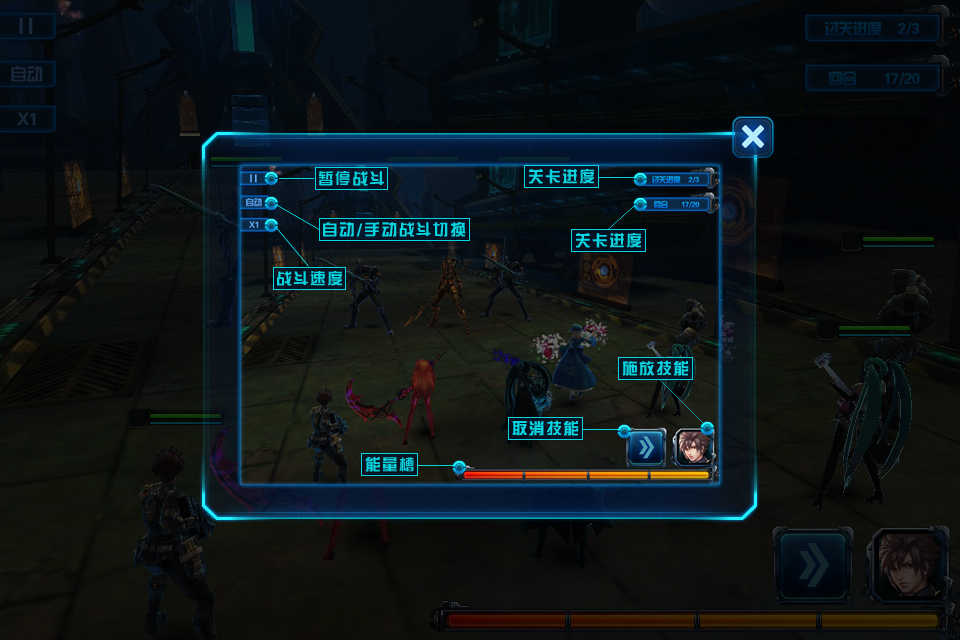 过关进度 2/3
自动
回合 17/20
X1
暂停战斗
关卡进度
过关进度 2/3
自动
回合 17/20
X1
自动/手动战斗切换
关卡进度
战斗速度
施放技能
取消技能
能量槽